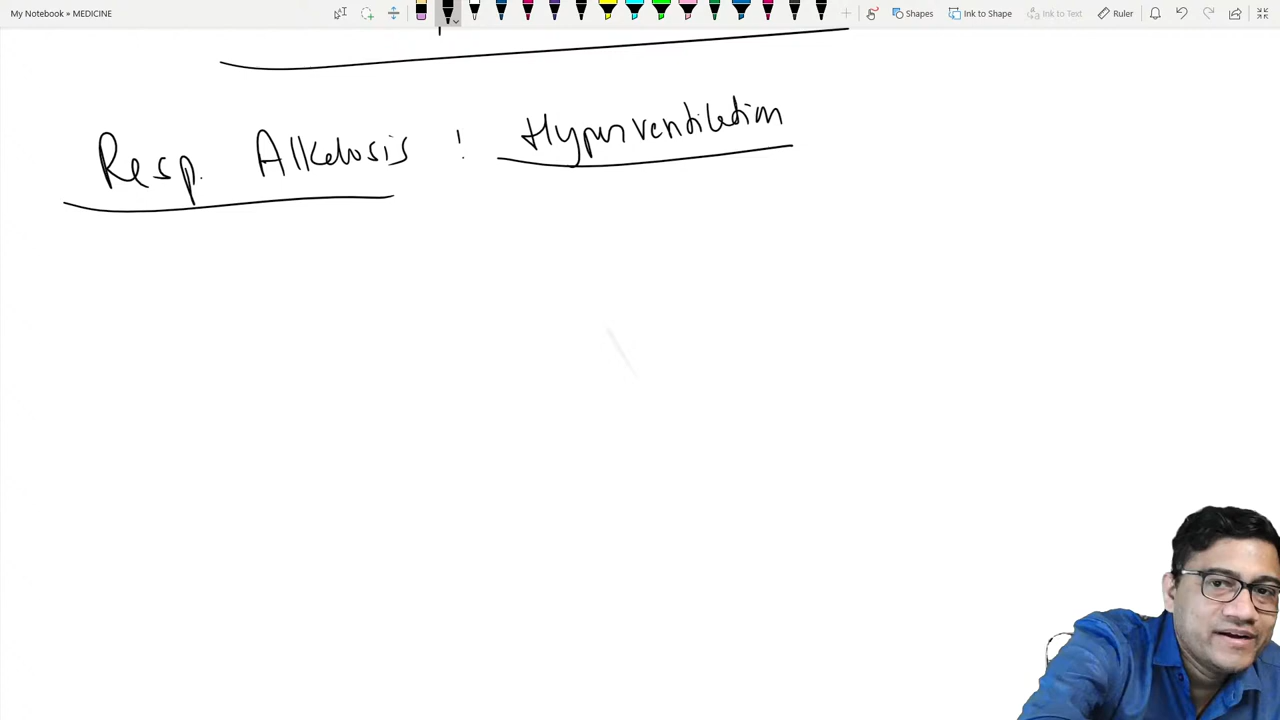 My Notebook » MEDICINE
Shapes
Ink to Shape
Ink to Text
Ruler
Resp. Alkalosis : Hyperventilation